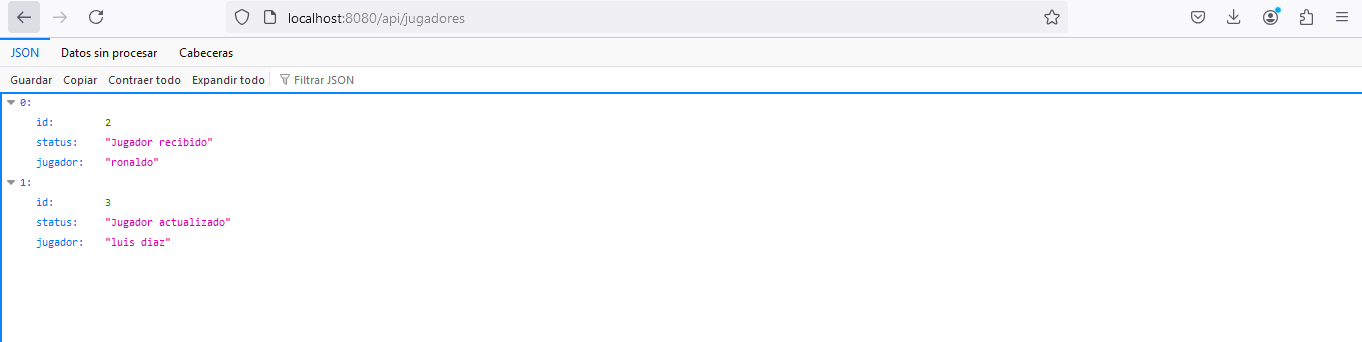 localhost:8080/api/jugadores
JSON Datos sin procesar Cabeceras
Guardar Copiar Contraer todo Expandir todo Filtrar JSON
0:
id: 2
status: "Jugador recibido"
jugador: "ronaldo"
1:
id: 3
status: "Jugador actualizado"
jugador: "luis diaz"